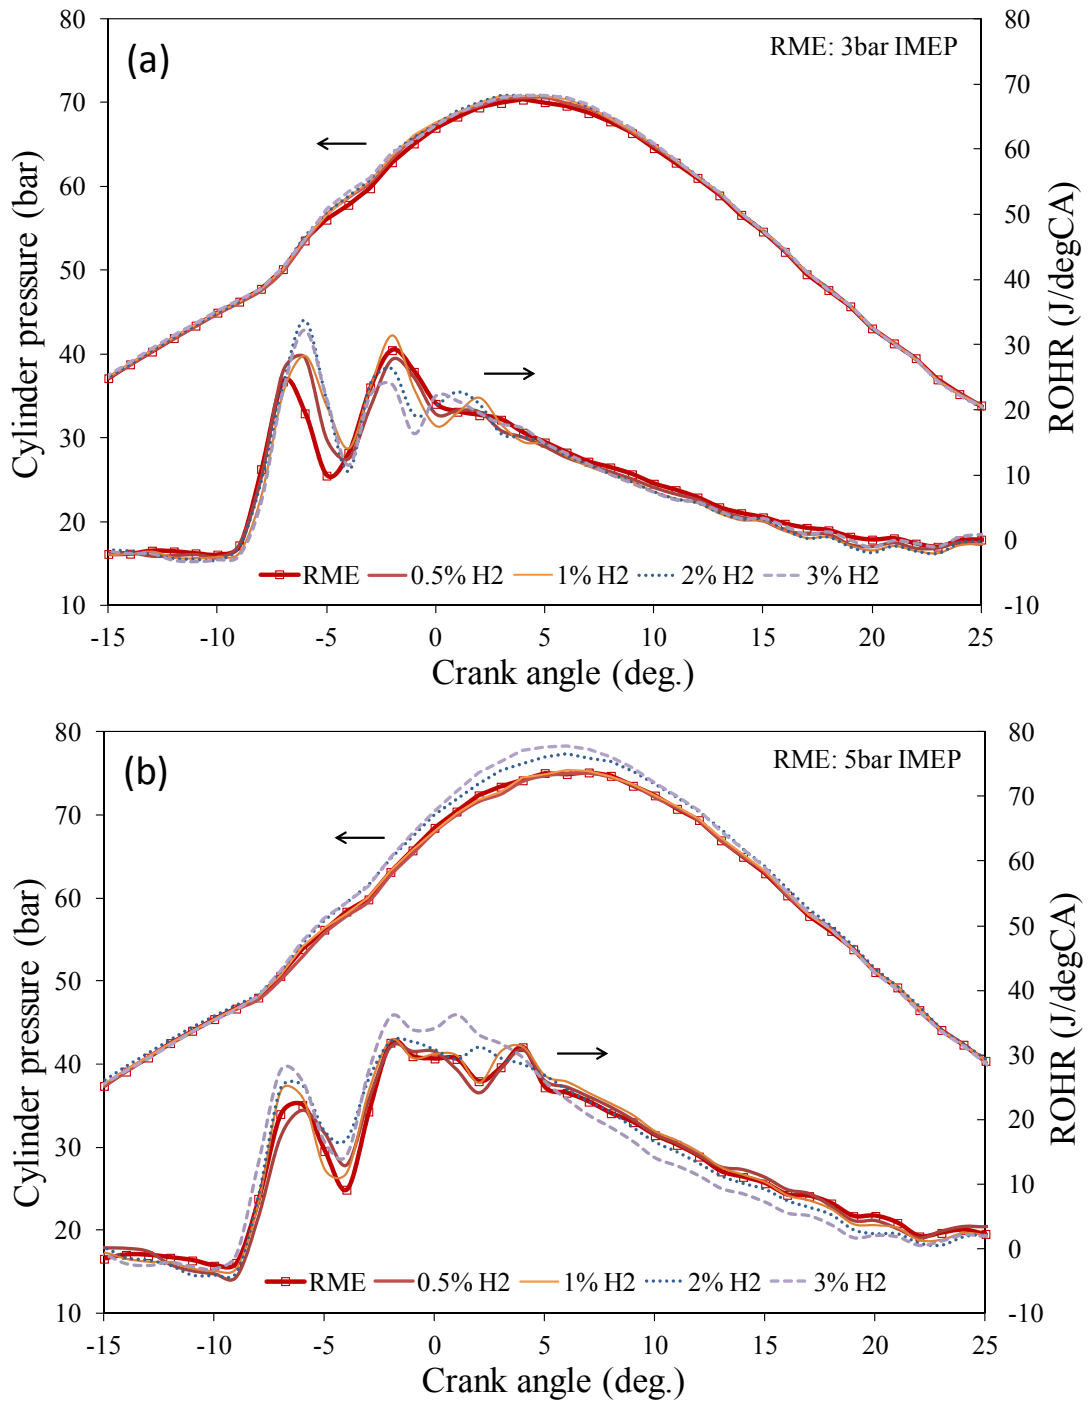 (a)
RME: 3bar IMEP
Cylinder pressure (bar)
80
70
60
50
40
30
20
10
ROHR (J/degCA)
80
70
60
50
40
30
20
10
0
-10
RME 0.5% H2 1% H2 2% H2 3% H2
-15 -10 -5 0 5 10 15 20 25
Crank angle (deg.)
(b)
RME: 5bar IMEP
Cylinder pressure (bar)
80
70
60
50
40
30
20
10
ROHR (J/degCA)
80
70
60
50
40
30
20
10
0
-10
RME 0.5% H2 1% H2 2% H2 3% H2
-15 -10 -5 0 5 10 15 20 25
Crank angle (deg.)